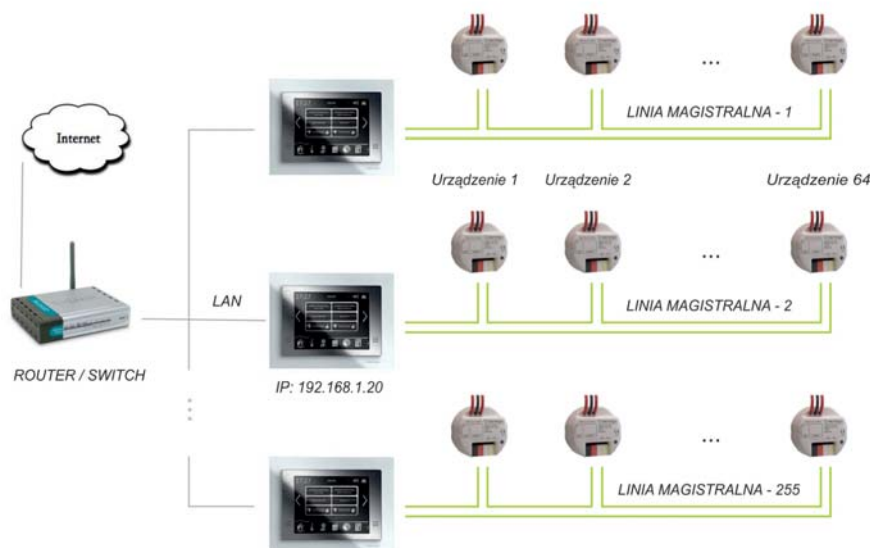 Internet
ROUTER / SWITCH
LAN
IP: 192.168.1.20
...
LINIA MAGISTRALNA - 1
Urządzenie 1 Urządzenie 2 Urządzenie 64
...
LINIA MAGISTRALNA - 2
...
LINIA MAGISTRALNA - 255